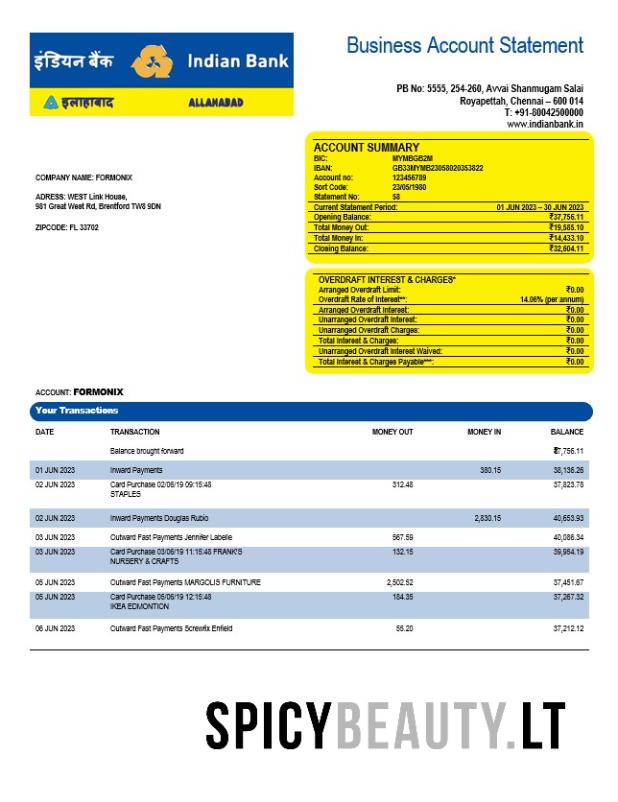 Business Account Statement
इंडियन बैंक Indian Bank
इलाहाबाद ALLAHABAD
PB No: 5555, 254-260, Avvai Shanmugam Salai
Royapettah, Chennai – 600 014
T: +91-80042500000
www.indianbank.in
COMPANY NAME: FORMONIX
ADRESS: WEST Link House,
981 Great West Rd, Brentford TW8 9DN
ZIPCODE: FL 33702
ACCOUNT SUMMARY
BIC: MYMBGB2M
IBAN: GB33MYMB23058020353822
Account no: 123456789
Sort Code: 23/05/1980
Statement No: 58
Current Statement Period: 01 JUN 2023 – 30 JUN 2023
Opening Balance: ₹37,756.11
Total Money Out: ₹19,585.10
Total Money In: ₹14,433.10
Closing Balance: ₹32,604.11
OVERDRAFT INTEREST & CHARGES*
Arranged Overdraft Limit: ₹0.00
Overdraft Rate of Interest**: 14.06% (per annum)
Arranged Overdraft Interest: ₹0.00
Unarranged Overdraft Interest: ₹0.00
Unarranged Overdraft Charges: ₹0.00
Total Interest & Charges: ₹0.00
Unarranged Overdraft Interest Waived: ₹0.00
Total Interest & Charges Payable***: ₹0.00
ACCOUNT: FORMONIX
Your Transactions
DATE TRANSACTION MONEY OUT MONEY IN BALANCE
Balance brought forward ₹37,756.11
01 JUN 2023 Inward Payments 380.15 38,136.26
02 JUN 2023 Card Purchase 02/06/19 09:15:48 312.48 37,823.78
STAPLES
02 JUN 2023 Inward Payments Douglas Rubio 2,830.15 40,653.93
03 JUN 2023 Outward Fast Payments Jennifer Labelle 567.59 40,086.34
03 JUN 2023 Card Purchase 03/06/19 11:15:48 FRANK'S 132.15 39,954.19
NURSERY & CRAFTS
05 JUN 2023 Outward Fast Payments MARGOLIS FURNITURE 2,502.52 37,451.67
05 JUN 2023 Card Purchase 05/06/19 12:15:48 184.35 37,267.32
IKEA EDMONTION
06 JUN 2023 Outward Fast Payments Screwfix Enfield 55.20 37,212.12
SPICYBEAUTY.LT